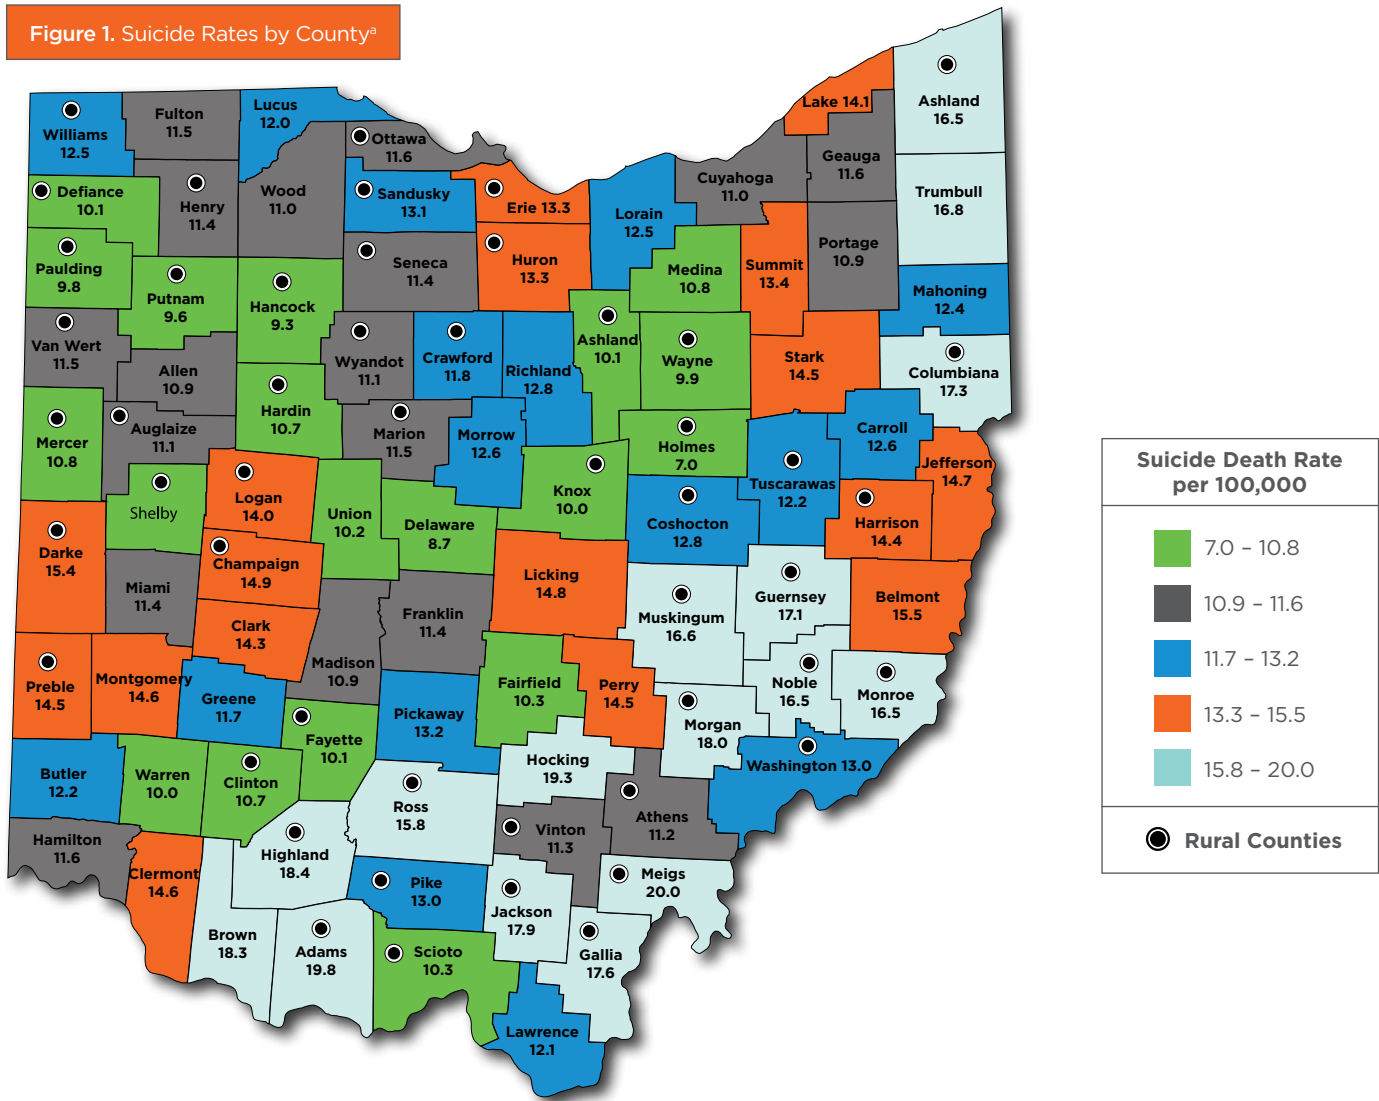 Figure 1. Suicide Rates by Countyᵃ
Williams
12.5
Fulton
11.5
Lucus
12.0
Ottawa
11.6
Lake 14.1
Ashland
16.5
Defiance
10.1
Henry
11.4
Wood
11.0
Sandusky
13.1
Erie 13.3
Lorain
12.5
Cuyahoga
11.0
Geauga
11.6
Trumbull
16.8
Paulding
9.8
Putnam
9.6
Hancock
9.3
Seneca
11.4
Huron
13.3
Medina
10.8
Summit
13.4
Portage
10.9
Mahoning
12.4
Van Wert
11.5
Allen
10.9
Wyandot
11.1
Crawford
11.8
Richland
12.8
Ashland
10.1
Wayne
9.9
Stark
14.5
Columbiana
17.3
Mercer
10.8
Auglaize
11.1
Hardin
10.7
Marion
11.5
Morrow
12.6
Holmes
7.0
Carroll
12.6
Jefferson
14.7
Shelby
Logan
14.0
Union
10.2
Delaware
8.7
Knox
10.0
Coshocton
12.8
Tuscarawas
12.2
Harrison
14.4
Darke
15.4
Miami
11.4
Champaign
14.9
Clark
14.3
Franklin
11.4
Licking
14.8
Muskingum
16.6
Guernsey
17.1
Belmont
15.5
Preble
14.5
Montgomery
14.6
Greene
11.7
Madison
10.9
Pickaway
13.2
Fairfield
10.3
Perry
14.5
Morgan
18.0
Noble
16.5
Monroe
16.5
Butler
12.2
Warren
10.0
Clinton
10.7
Fayette
10.1
Ross
15.8
Hocking
19.3
Athens
11.2
Washington 13.0
Hamilton
11.6
Clermont
14.6
Highland
18.4
Pike
13.0
Vinton
11.3
Meigs
20.0
Brown
18.3
Adams
19.8
Scioto
10.3
Jackson
17.9
Gallia
17.6
Lawrence
12.1
Suicide Death Rate
per 100,000
7.0 – 10.8
10.9 – 11.6
11.7 – 13.2
13.3 – 15.5
15.8 – 20.0
Rural Counties